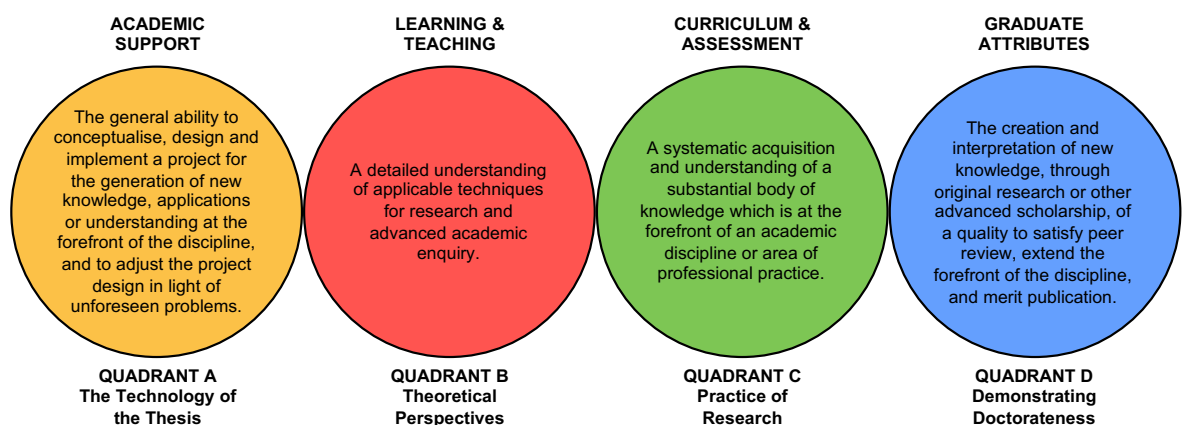 ACADEMIC
SUPPORT
LEARNING &
TEACHING
CURRICULUM &
ASSESSMENT
GRADUATE
ATTRIBUTES
The general ability to
conceptualise, design and
implement a project for
the generation of new
knowledge, applications
or understanding at the
forefront of the discipline,
and to adjust the project
design in light of
unforeseen problems.
A detailed understanding
of applicable techniques
for research and
advanced academic
enquiry.
A systematic acquisition
and understanding of a
substantial body of
knowledge which is at the
forefront of an academic
discipline or area of
professional practice.
The creation and
interpretation of new
knowledge, through
original research or other
advanced scholarship, of
a quality to satisfy peer
review, extend the
forefront of the discipline,
and merit publication.
QUADRANT A
The Technology of
the Thesis
QUADRANT B
Theoretical
Perspectives
QUADRANT C
Practice of
Research
QUADRANT D
Demonstrating
Doctorateness